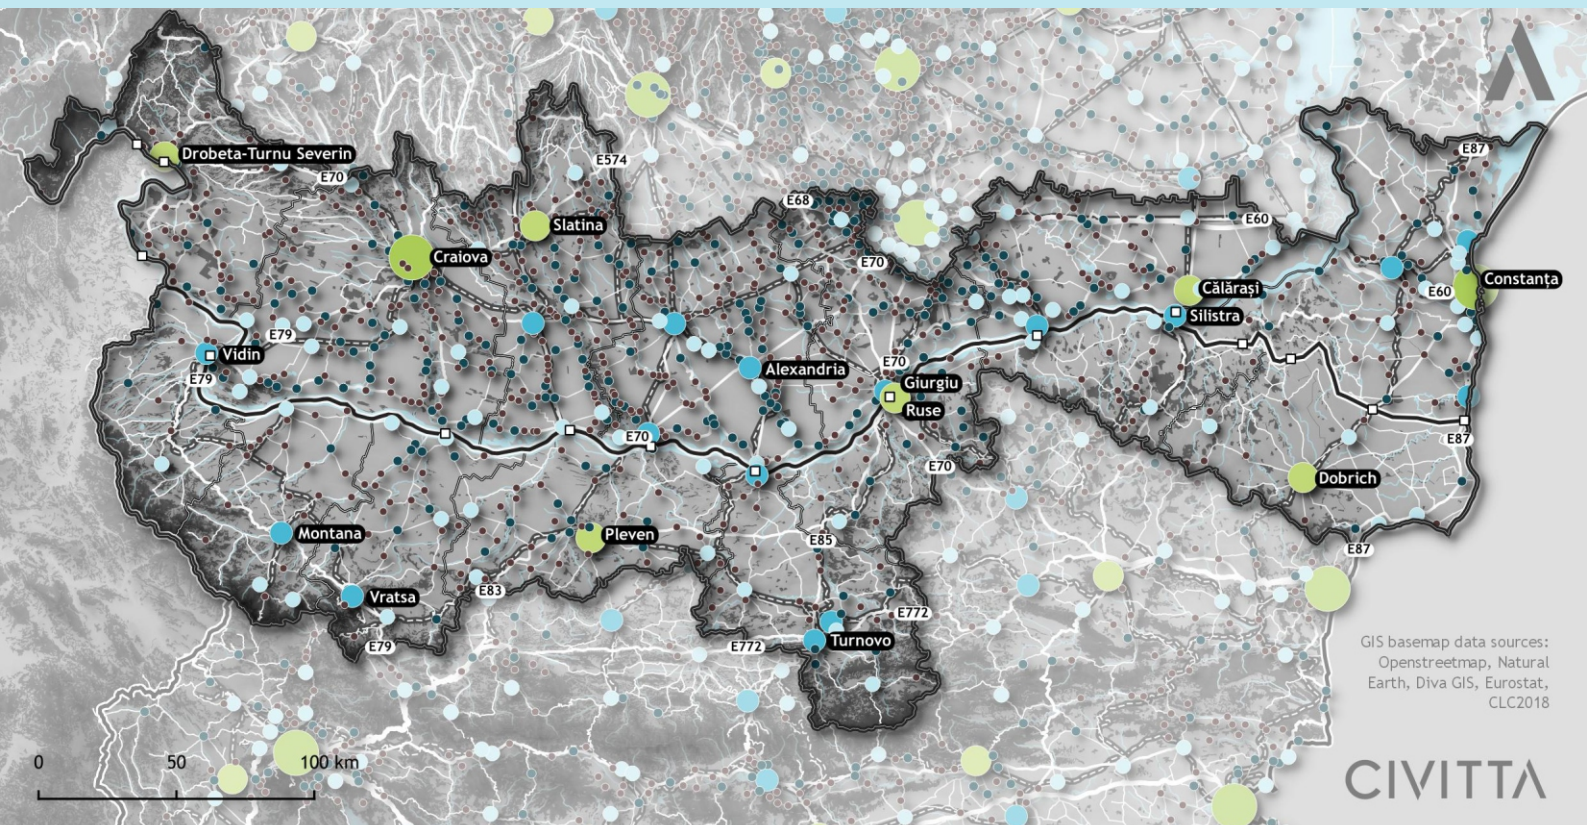 Drobeta-Turnu Severin
E70
E574
E68
E87
Slatina
E60
Craiova
E70
Constanța
Călărași
E60
Silistra
E79
Vidin
E79
E70
Alexandria
Giurgiu
Ruse
E70
E87
E70
Dobrich
Montana
Pleven
E85
E87
E83
Vratsa
E772
E79
E772
Turnovo
GIS basemap data sources:
Openstreetmap, Natural
Earth, Diva GIS, Eurostat,
CLC2018
0 50 100 km
CIVITTA